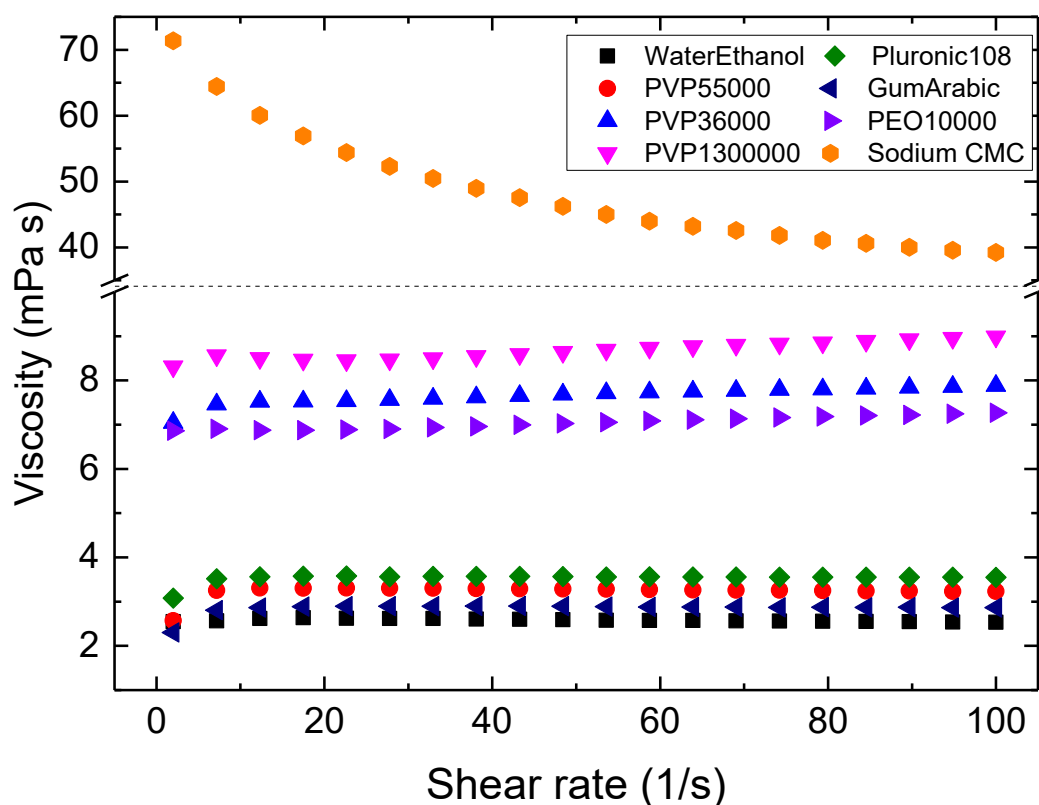 70
60
50
40
8
6
4
2
Viscosity (mPa s)
WaterEthanol
PVP55000
PVP36000
PVP1300000
Pluronic108
GumArabic
PEO10000
Sodium CMC
0 20 40 60 80 100
Shear rate (1/s)